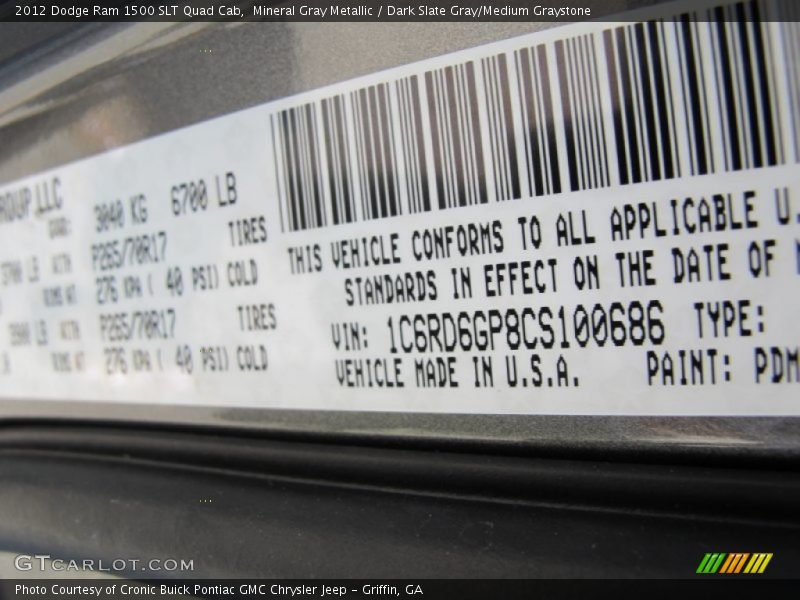 2012 Dodge Ram 1500 SLT Quad Cab,  Mineral Gray Metallic / Dark Slate Gray/Medium Graystone
GROUP LLC
3040 KG 6700 LB
P265/70R17 TIRES
276 KPA ( 40 PSI) COLD
P265/70R17 TIRES
276 KPA ( 40 PSI) COLD
THIS VEHICLE CONFORMS TO ALL APPLICABLE U.
STANDARDS IN EFFECT ON THE DATE OF
VIN: 1C6RD6GP8CS100686 TYPE:
VEHICLE MADE IN U.S.A. PAINT: PDM
GTCARLOT.COM
Photo Courtesy of Cronic Buick Pontiac GMC Chrysler Jeep – Griffin, GA